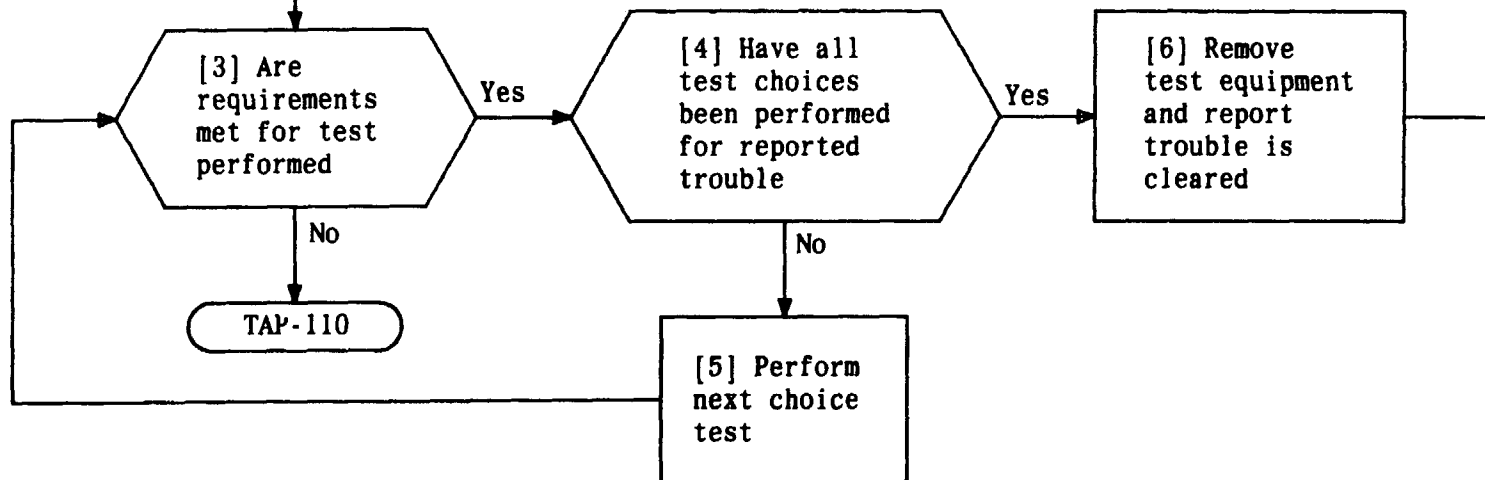 [3] Are
requirements
met for test
performed
Yes
[4] Have all
test choices
been performed
for reported
trouble
Yes
[6] Remove
test equipment
and report
trouble is
cleared
No
No
TAP-110
[5] Perform
next choice
test